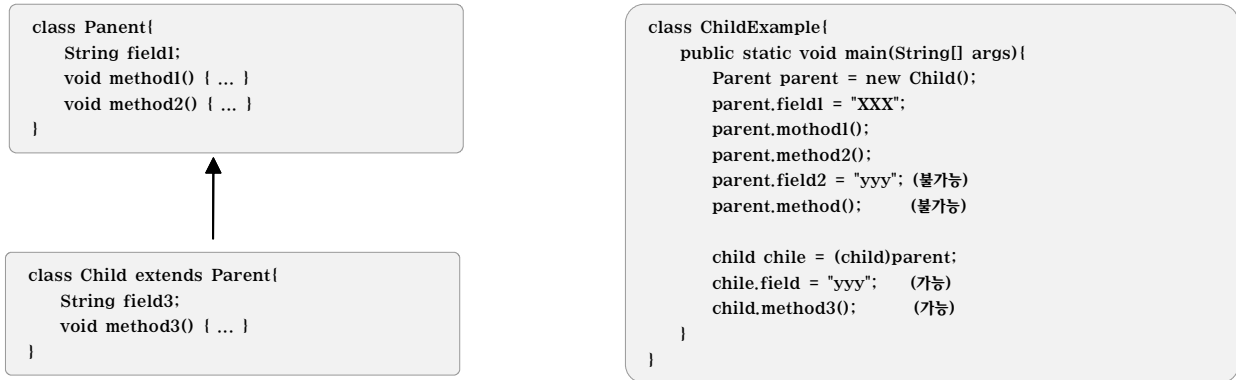 class Panent{
String field1;
void method1() { ... }
void method2() { ... }
}
class Child extends Parent{
String field3;
void method3() { ... }
}
class ChildExample{
public static void main(String[] args){
Parent parent = new Child();
parent.field1 = "XXX";
parent.mothod1();
parent.method2();
parent.field2 = "yyy"; (불가능)
parent.method(); (불가능)
child chile = (child)parent;
chile.field = "yyy"; (가능)
child.method3(); (가능)
}
}